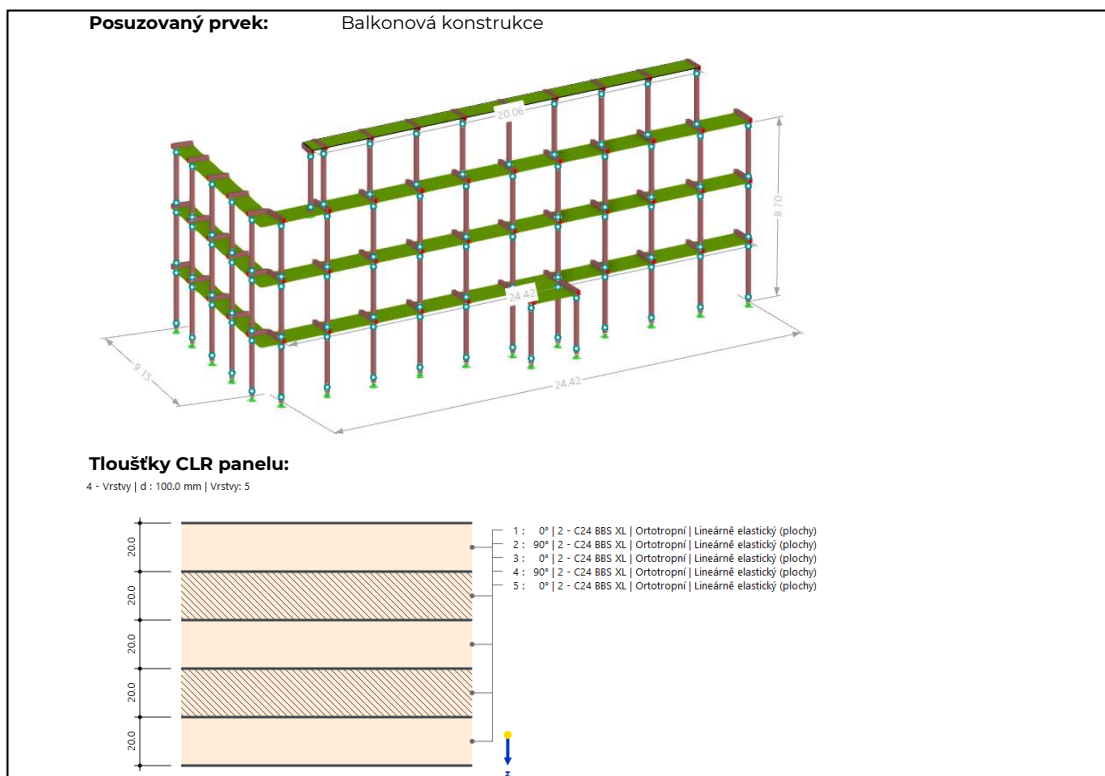 Posuzovaný prvek: Balkonová konstrukce
20.06
8.70
24.42
9.15
24.42
Tloušťky CLR panelu:
4 - Vrstvy | d : 100.0 mm | Vrstvy: 5
20.0
20.0
20.0
20.0
20.0
1 : 0° | 2 - C24 BBS XL | Ortotropní | Lineárně elastický (plochy)
2 : 90° | 2 - C24 BBS XL | Ortotropní | Lineárně elastický (plochy)
3 : 0° | 2 - C24 BBS XL | Ortotropní | Lineárně elastický (plochy)
4 : 90° | 2 - C24 BBS XL | Ortotropní | Lineárně elastický (plochy)
5 : 0° | 2 - C24 BBS XL | Ortotropní | Lineárně elastický (plochy)
z